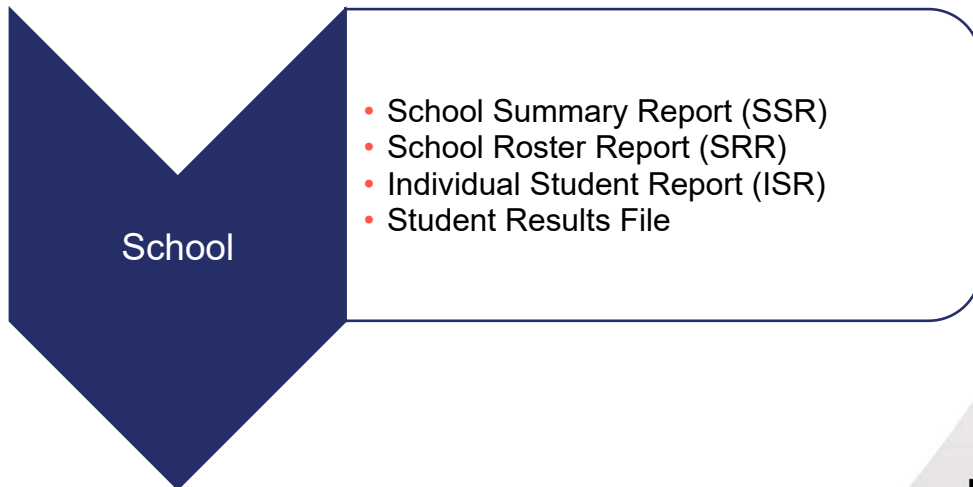 School
• School Summary Report (SSR)
• School Roster Report (SRR)
• Individual Student Report (ISR)
• Student Results File